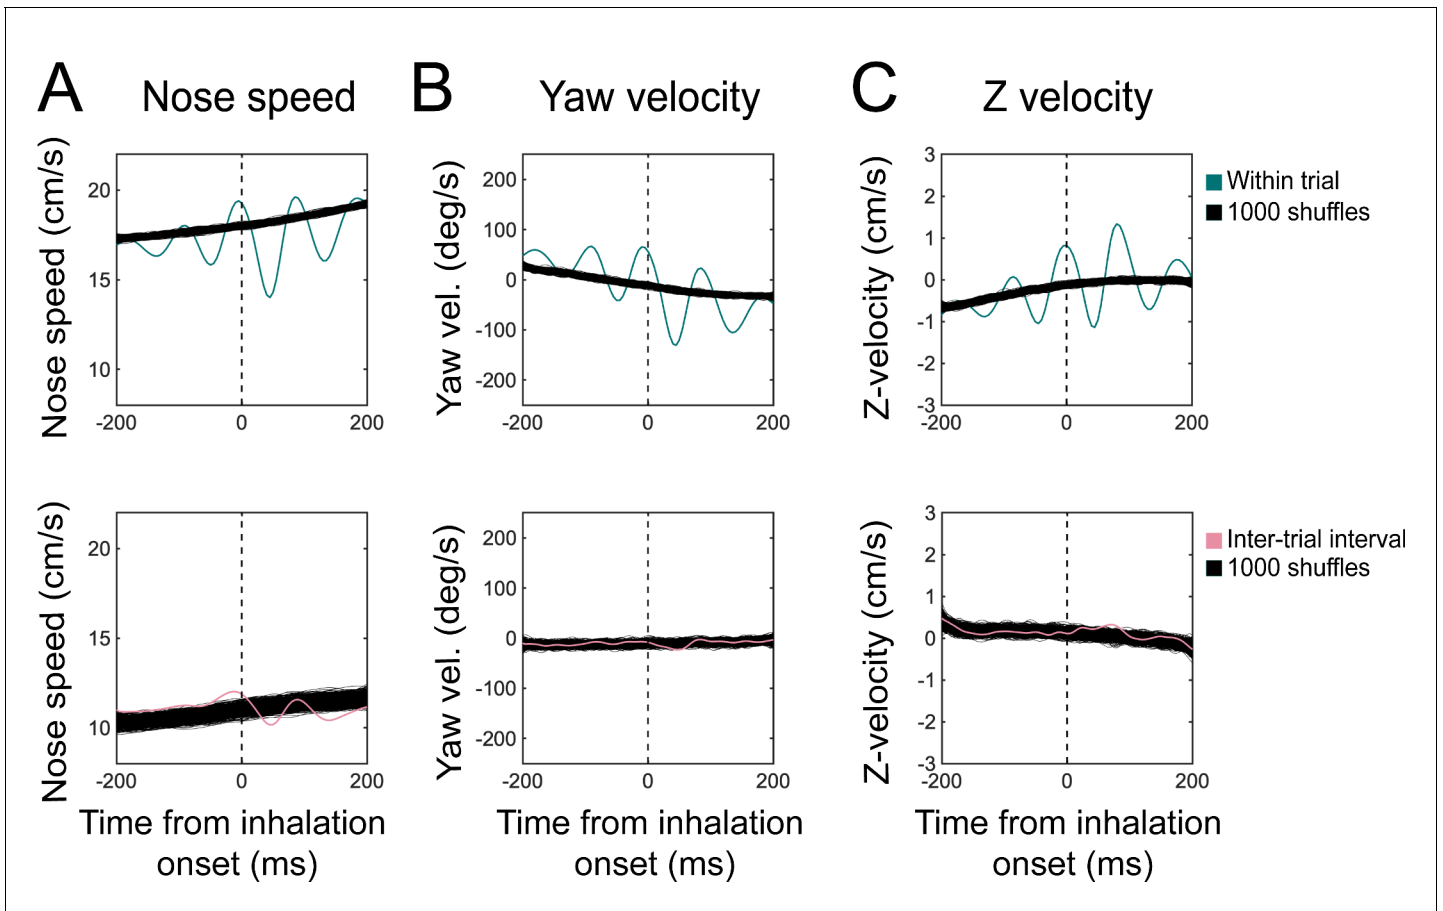 A Nose speed
B Yaw velocity
C Z velocity
Nose speed (cm/s)
20
15
10
-200 0 200
Yaw vel. (deg/s)
200
100
0
-100
-200
-200 0 200
Z-velocity (cm/s)
3
2
1
0
-1
-2
-3
-200 0 200
Within trial
1000 shuffles
Nose speed (cm/s)
20
15
10
-200 0 200
Time from inhalation
onset (ms)
Yaw vel. (deg/s)
200
100
0
-100
-200
-200 0 200
Time from inhalation
onset (ms)
Z-velocity (cm/s)
3
2
1
0
-1
-2
-3
-200 0 200
Time from inhalation
onset (ms)
Inter-trial interval
1000 shuffles